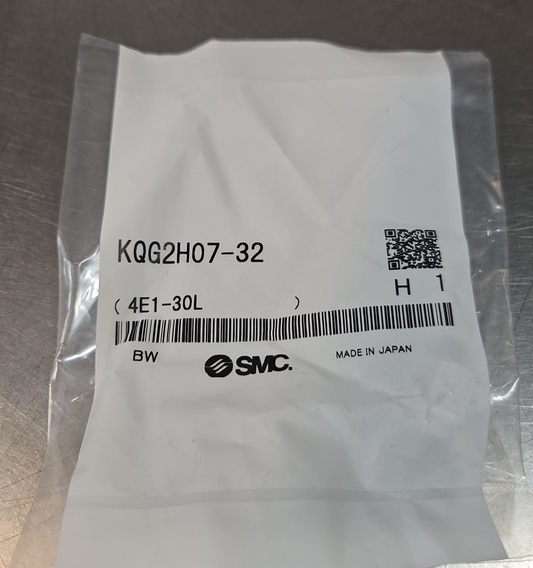 KQG2H07-32
H 1
( 4E1-30L )
BW
SMC.
MADE IN JAPAN